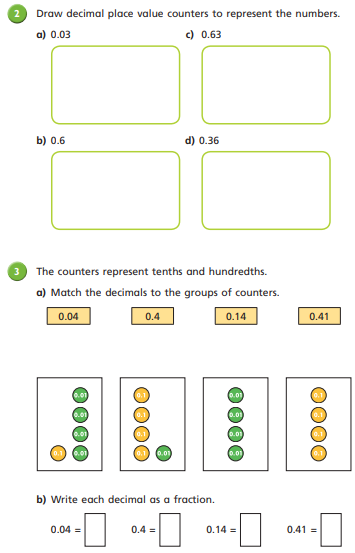 2 Draw decimal place value counters to represent the numbers.
a) 0.03 c) 0.63
b) 0.6 d) 0.36
3 The counters represent tenths and hundredths.
a) Match the decimals to the groups of counters.
0.04 0.4 0.14 0.41
0.01 0.1 0.01 0.1
0.01 0.1 0.01 0.1
0.01 0.1 0.01 0.1
0.1 0.01 0.1 0.01 0.01 0.1
b) Write each decimal as a fraction.
0.04 = 0.4 = 0.14 = 0.41 =